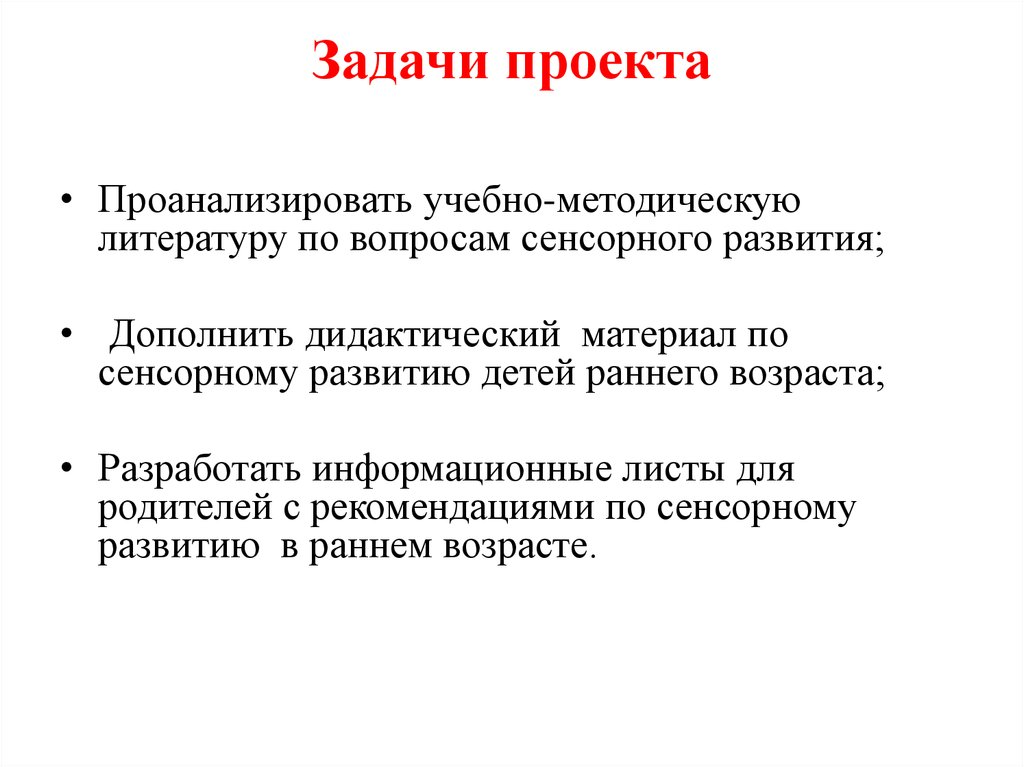 Задачи проекта
• Проанализировать учебно-методическую
литературу по вопросам сенсорного развития;
• Дополнить дидактический материал по
сенсорному развитию детей раннего возраста;
• Разработать информационные листы для
родителей с рекомендациями по сенсорному
развитию в раннем возрасте.